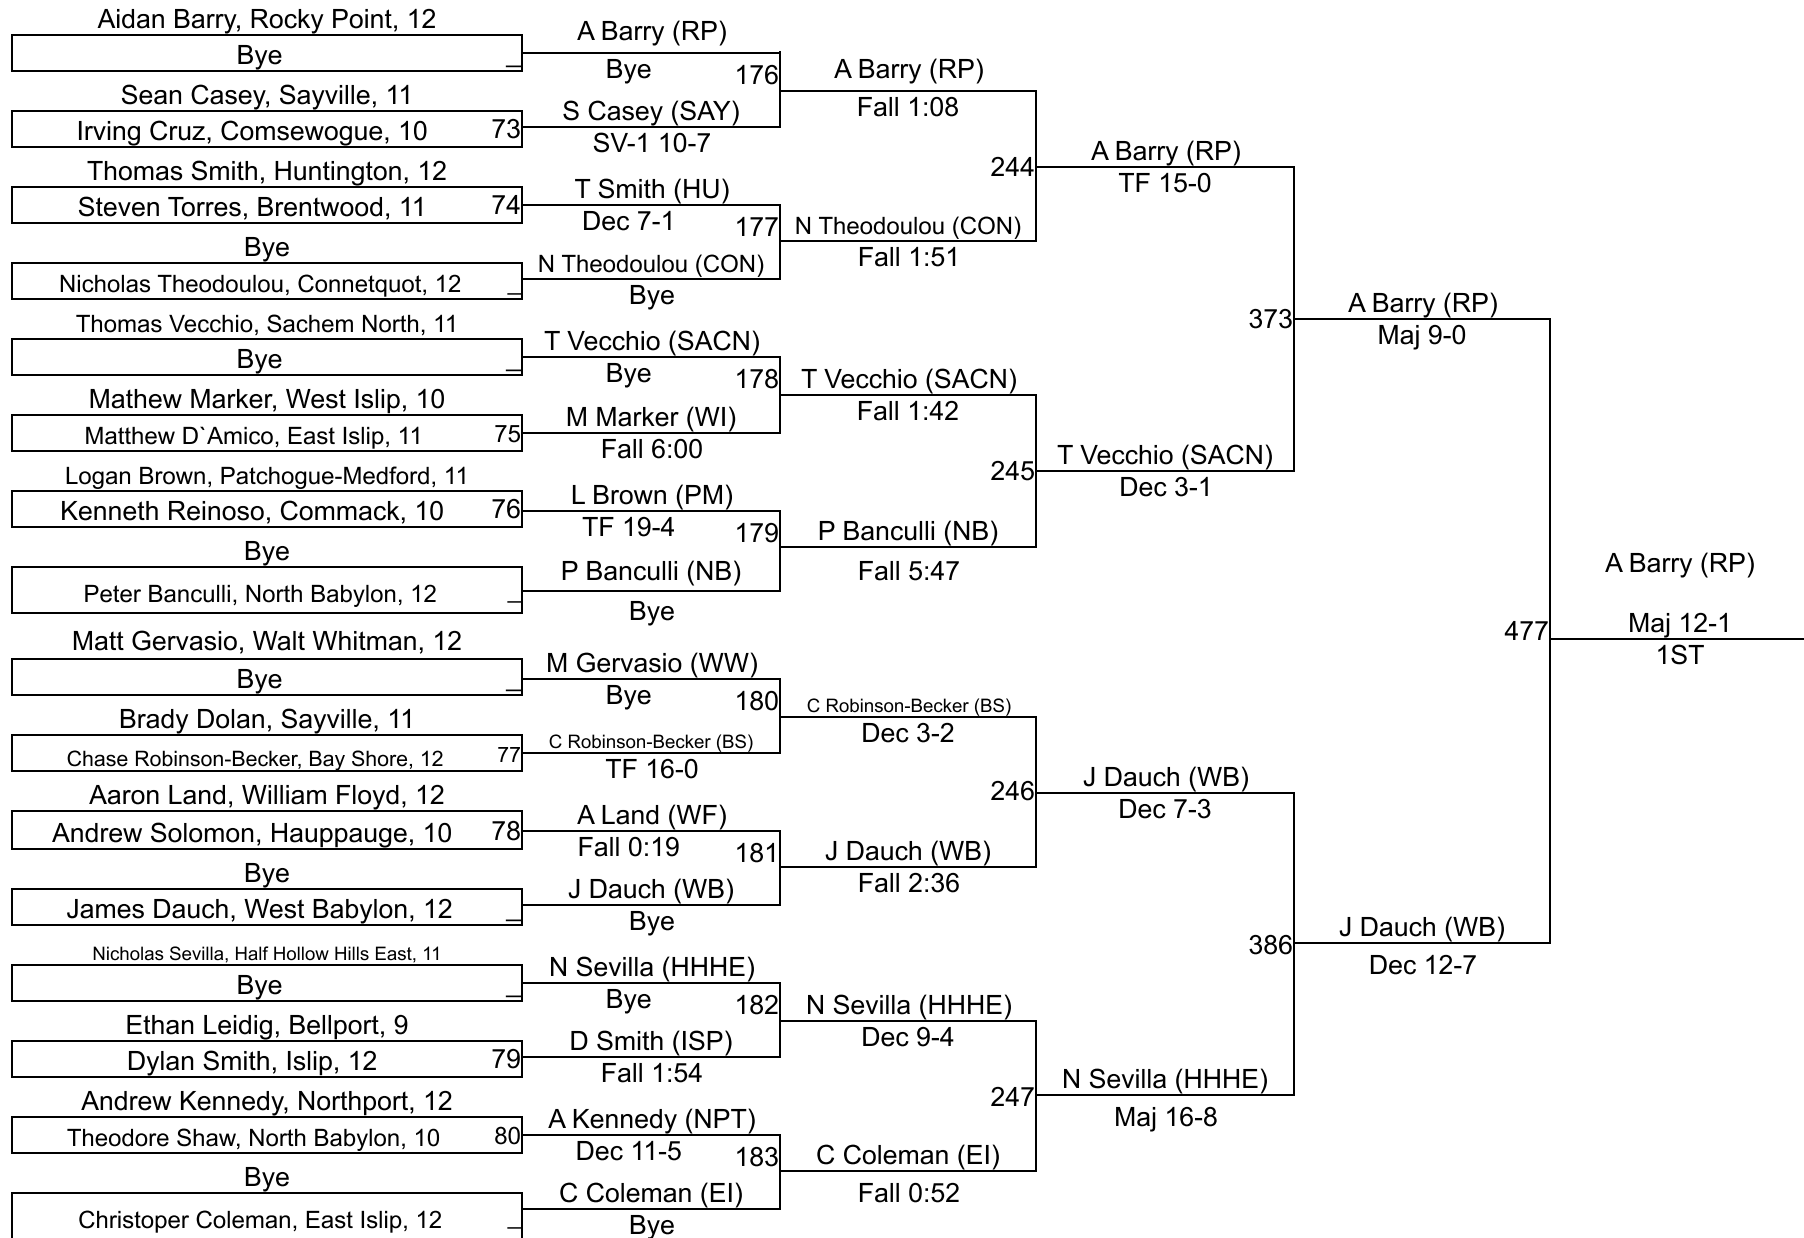 Aidan Barry, Rocky Point, 12
Bye
_
Sean Casey, Sayville, 11
Irving Cruz, Comsewogue, 10
73
Thomas Smith, Huntington, 12
Steven Torres, Brentwood, 11
74
Bye
Nicholas Theodoulou, Connetquot, 12
_
Thomas Vecchio, Sachem North, 11
Bye
_
Mathew Marker, West Islip, 10
Matthew D`Amico, East Islip, 11
75
Logan Brown, Patchogue-Medford, 11
Kenneth Reinoso, Commack, 10
76
Bye
Peter Banculli, North Babylon, 12
_
Matt Gervasio, Walt Whitman, 12
Bye
_
Brady Dolan, Sayville, 11
Chase Robinson-Becker, Bay Shore, 12
77
Aaron Land, William Floyd, 12
Andrew Solomon, Hauppauge, 10
78
Bye
James Dauch, West Babylon, 12
_
Nicholas Sevilla, Half Hollow Hills East, 11
Bye
_
Ethan Leidig, Bellport, 9
Dylan Smith, Islip, 12
79
Andrew Kennedy, Northport, 12
Theodore Shaw, North Babylon, 10
80
Bye
Christoper Coleman, East Islip, 12
_
A Barry (RP)
Bye
176
S Casey (SAY)
SV-1 10-7
T Smith (HU)
Dec 7-1
177
N Theodoulou (CON)
Bye
T Vecchio (SACN)
Bye
178
M Marker (WI)
Fall 6:00
L Brown (PM)
TF 19-4
179
P Banculli (NB)
Bye
M Gervasio (WW)
Bye
180
C Robinson-Becker (BS)
TF 16-0
A Land (WF)
Fall 0:19
181
J Dauch (WB)
Bye
N Sevilla (HHHE)
Bye
182
D Smith (ISP)
Fall 1:54
A Kennedy (NPT)
Dec 11-5
183
C Coleman (EI)
Bye
A Barry (RP)
Fall 1:08
244
N Theodoulou (CON)
Fall 1:51
T Vecchio (SACN)
Fall 1:42
245
P Banculli (NB)
Fall 5:47
C Robinson-Becker (BS)
Dec 3-2
246
J Dauch (WB)
Fall 2:36
N Sevilla (HHHE)
Dec 9-4
247
C Coleman (EI)
Fall 0:52
A Barry (RP)
TF 15-0
373
T Vecchio (SACN)
Dec 3-1
J Dauch (WB)
Dec 7-3
386
N Sevilla (HHHE)
Maj 16-8
A Barry (RP)
Maj 9-0
477
J Dauch (WB)
Dec 12-7
A Barry (RP)
Maj 12-1
1ST